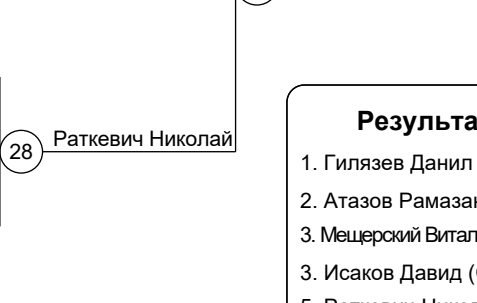 28
Раткевич Николай
Результа
1. Гилязев Данил
2. Атазов Рамазан
3. Мещерский Витал
3. Исаков Давид (